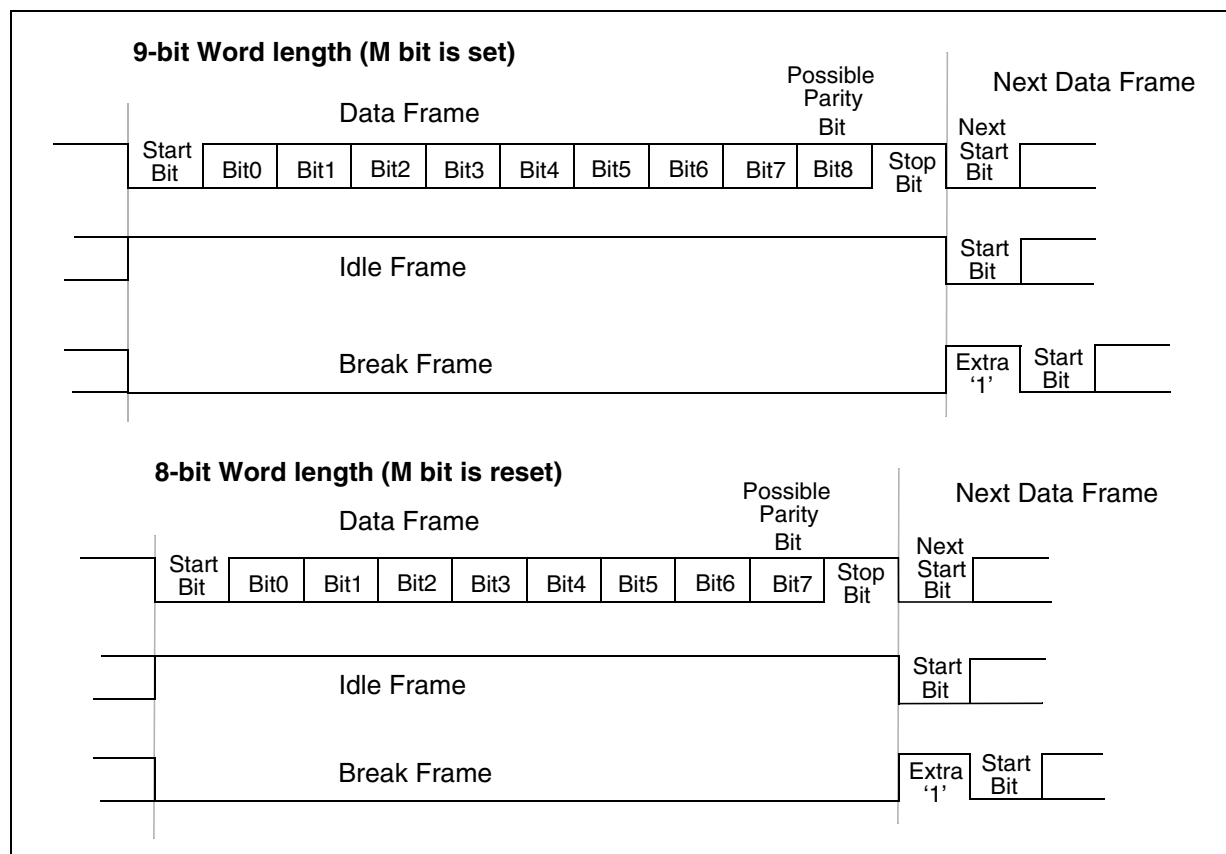 9-bit Word length (M bit is set)
Possible
Parity
Bit
Next Data Frame
Data Frame
Start
Bit
Bit0
Bit1
Bit2
Bit3
Bit4
Bit5
Bit6
Bit7
Bit8
Stop
Bit
Next
Start
Bit
Idle Frame
Start
Bit
Break Frame
Extra
‘1’
Start
Bit
8-bit Word length (M bit is reset)
Possible
Parity
Bit
Next Data Frame
Data Frame
Start
Bit
Bit0
Bit1
Bit2
Bit3
Bit4
Bit5
Bit6
Bit7
Stop
Bit
Next
Start
Bit
Idle Frame
Start
Bit
Break Frame
Extra
‘1’
Start
Bit